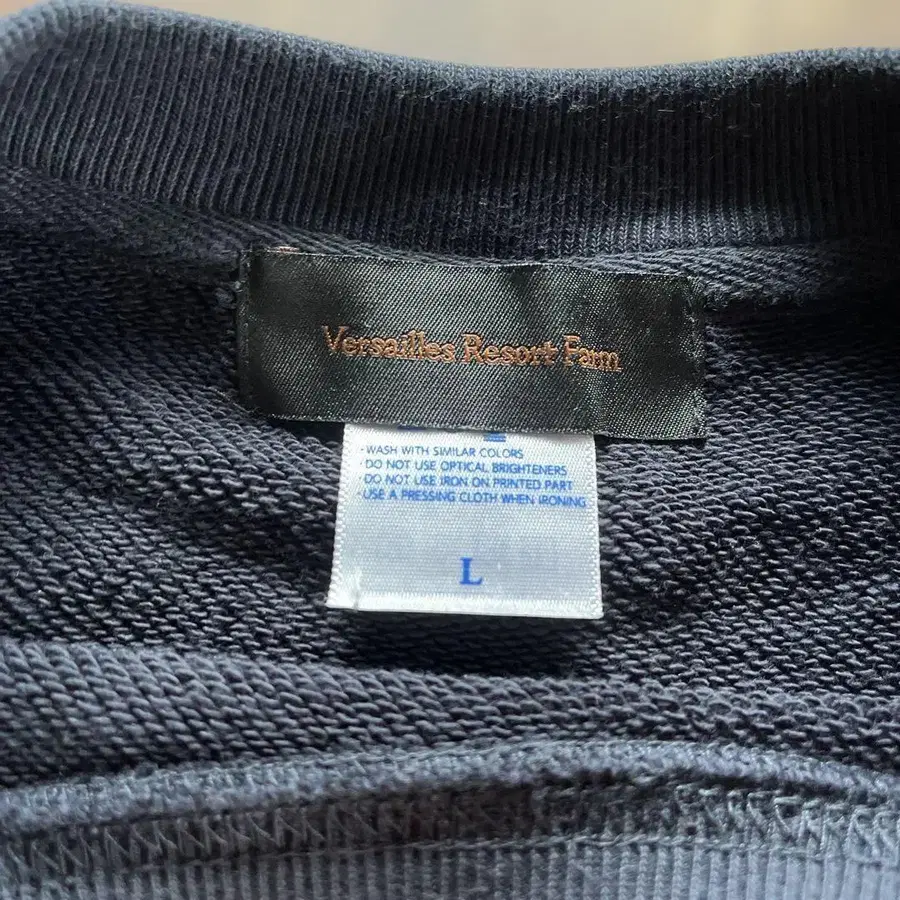 Versailles Resort Farm
· WASH WITH SIMILAR COLORS
· DO NOT USE OPTICAL BRIGHTENERS
DO NOT USE IRON ON PRINTED PART
· USE A PRESSING CLOTH WHEN IRONING
L